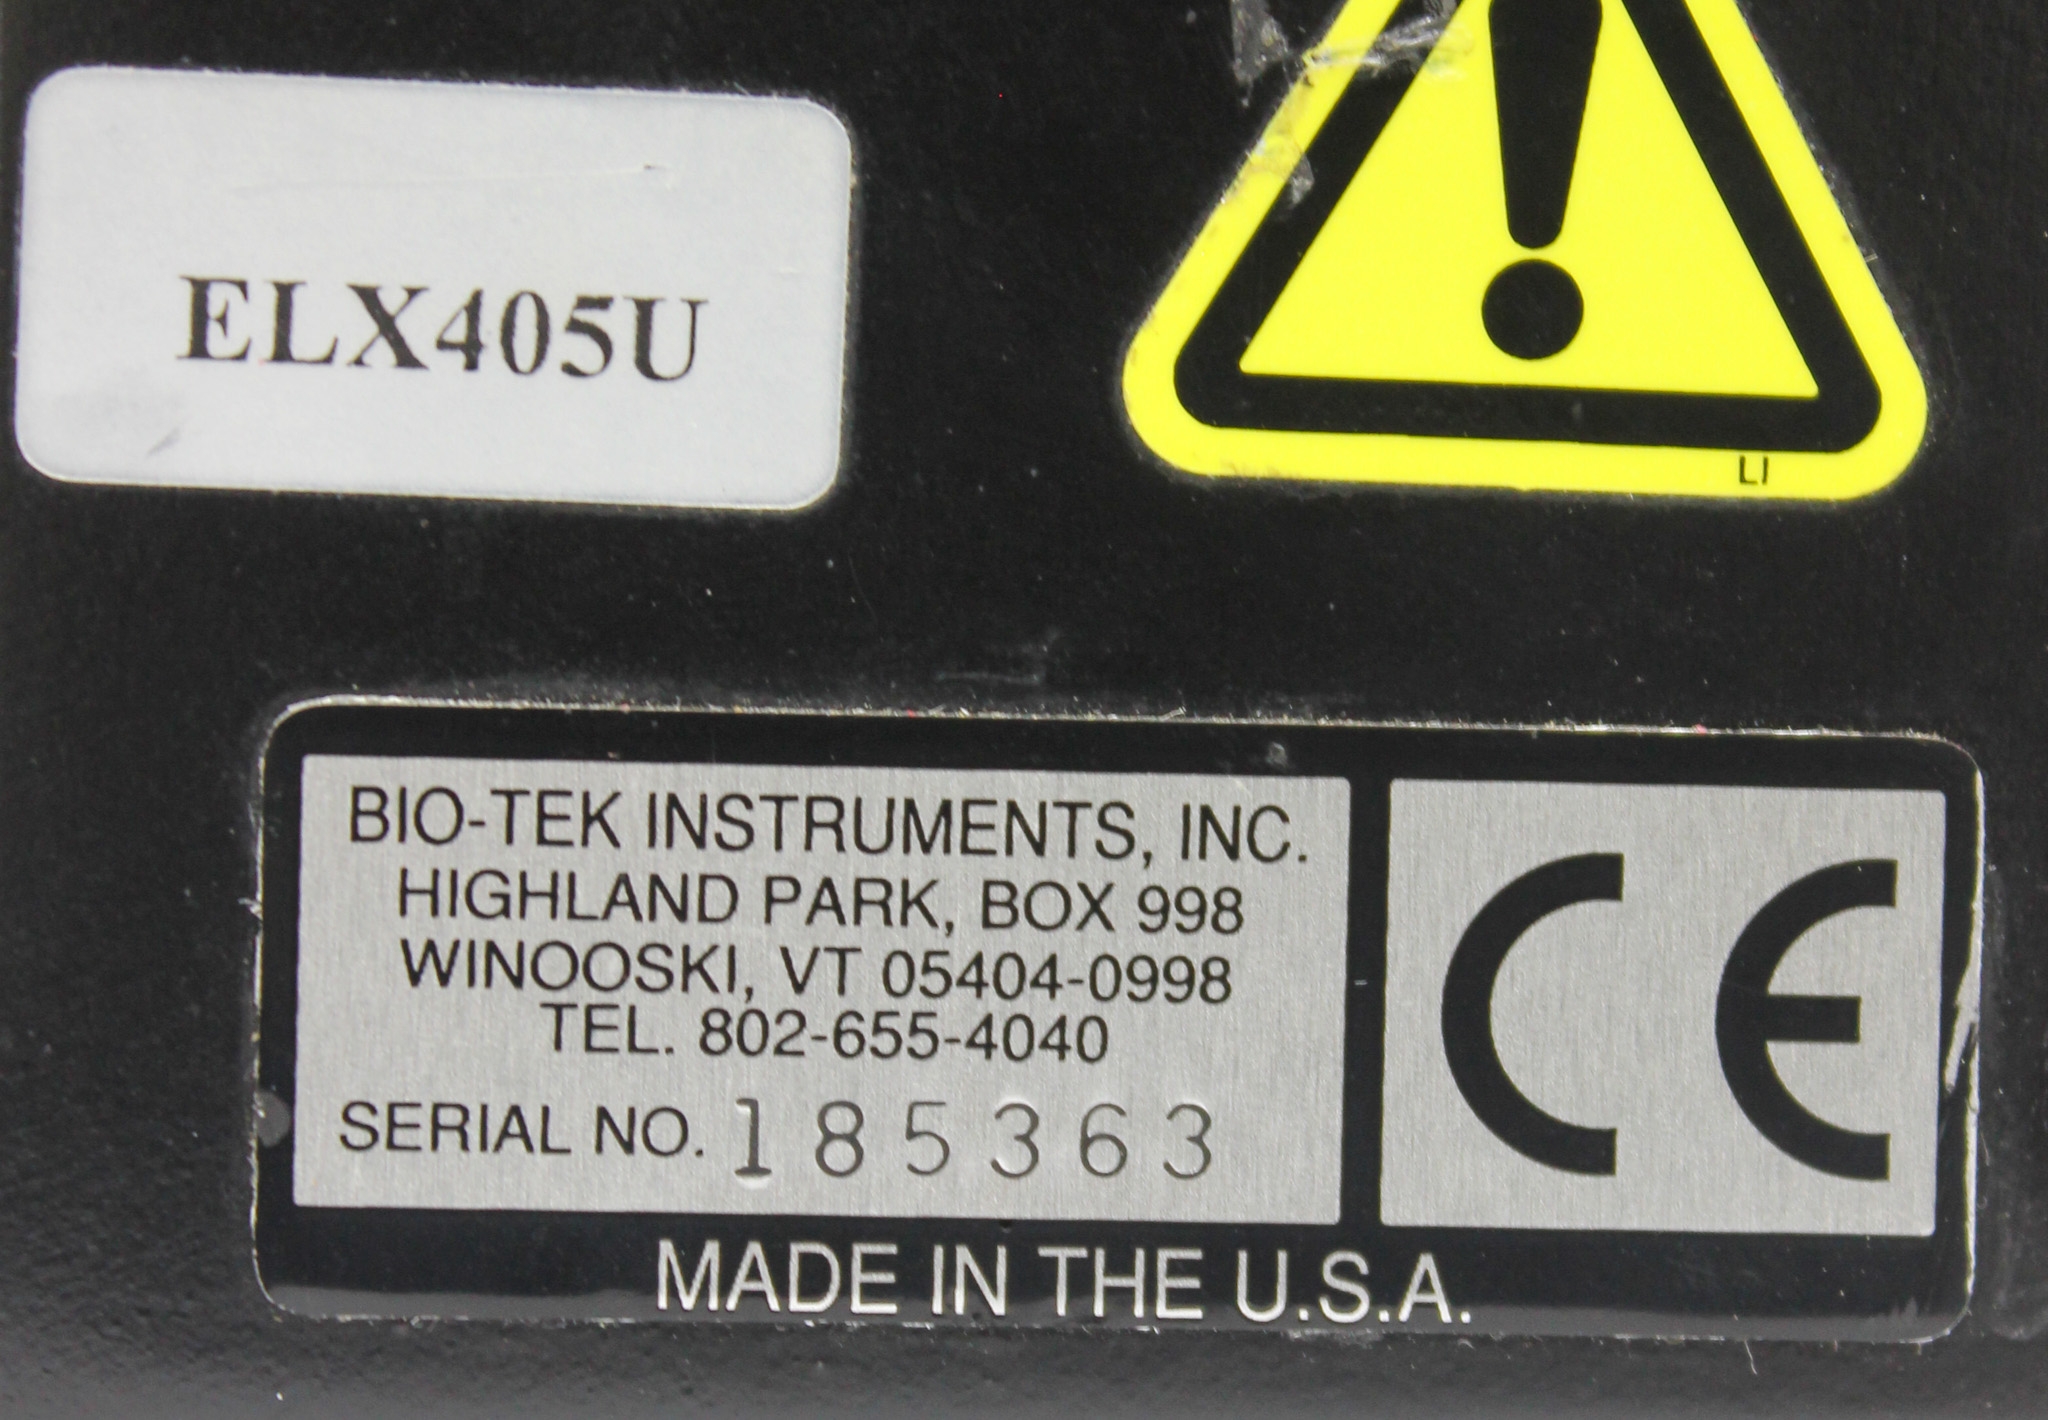 ELX405U
LI
BIO-TEK INSTRUMENTS, INC.
HIGHLAND PARK, BOX 998
WINOOSKI, VT 05404-0998
TEL. 802-655-4040
SERIAL NO. 185363
CE
MADE IN THE U.S.A.